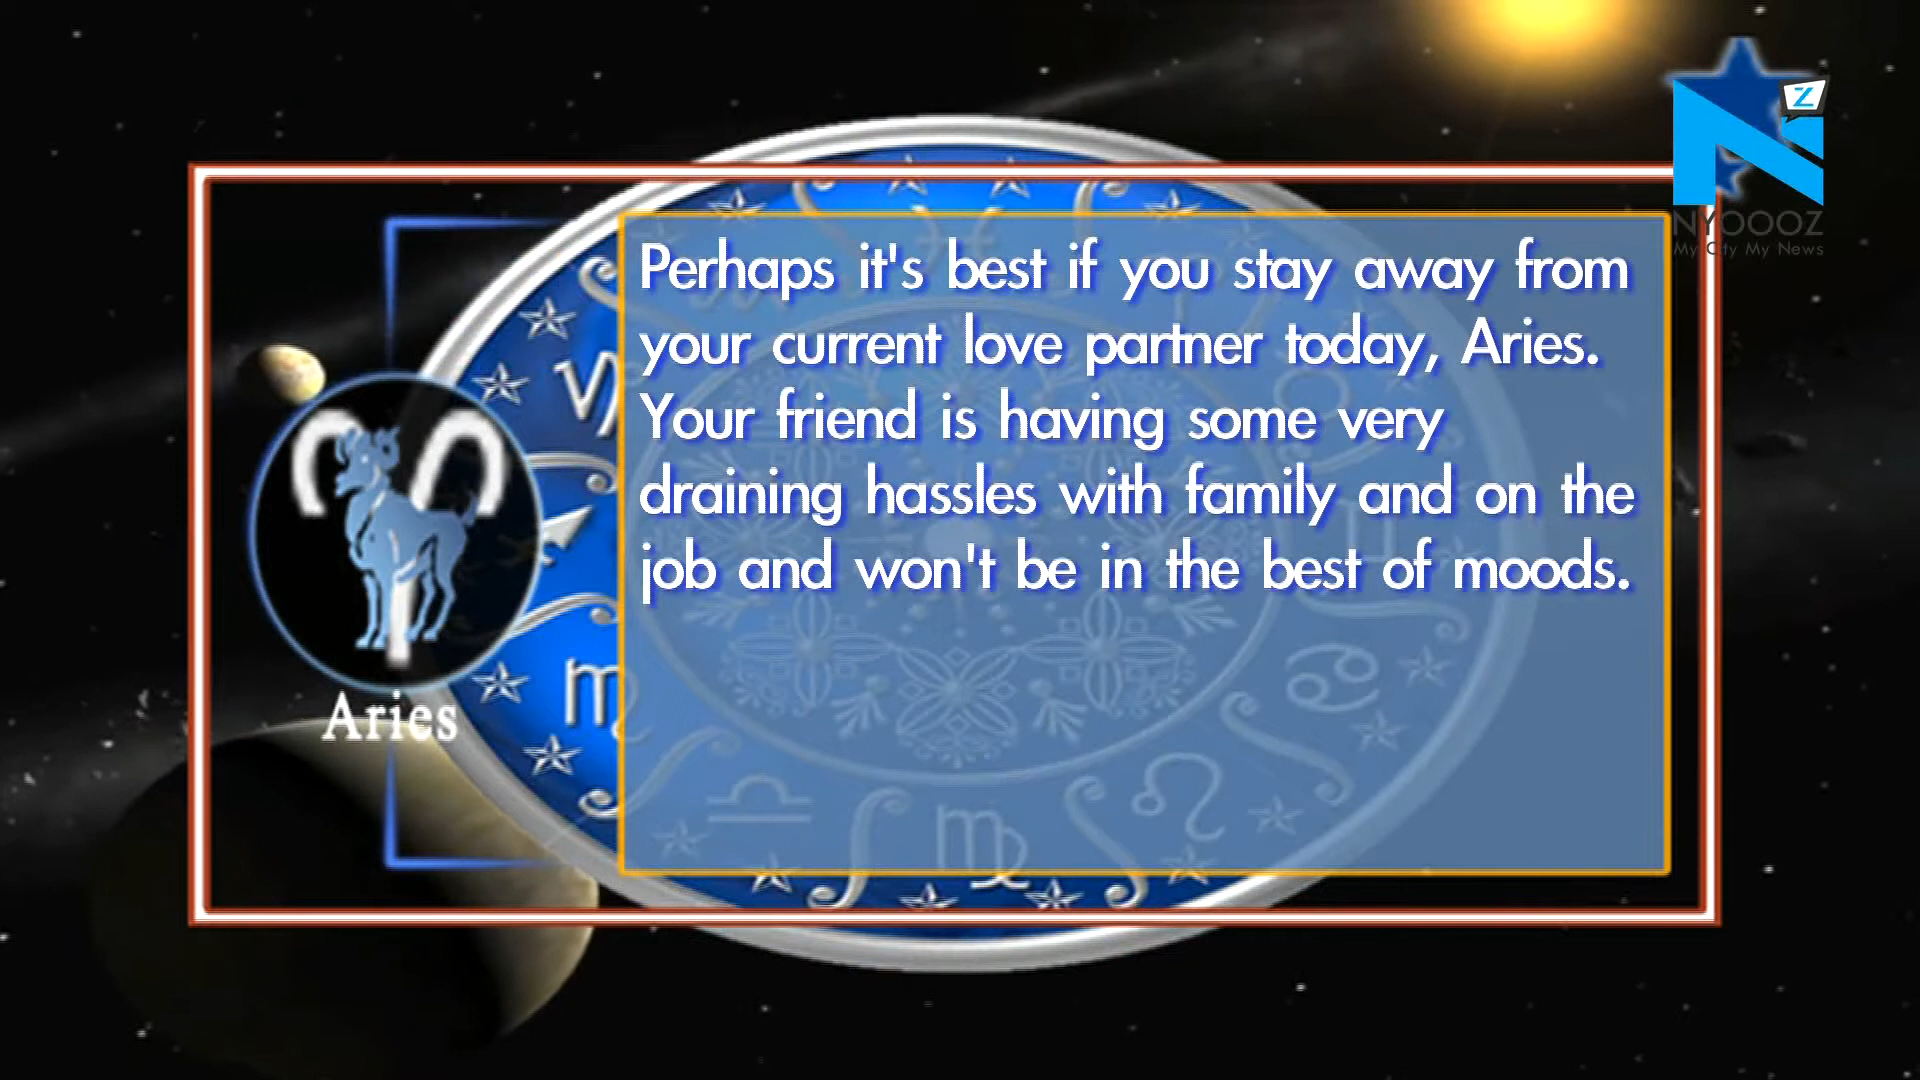 Z
NYOOOZ
My City My News
Perhaps it's best if you stay away from
your current love partner today, Aries.
Your friend is having some very
draining hassles with family and on the
job and won't be in the best of moods.
Aries